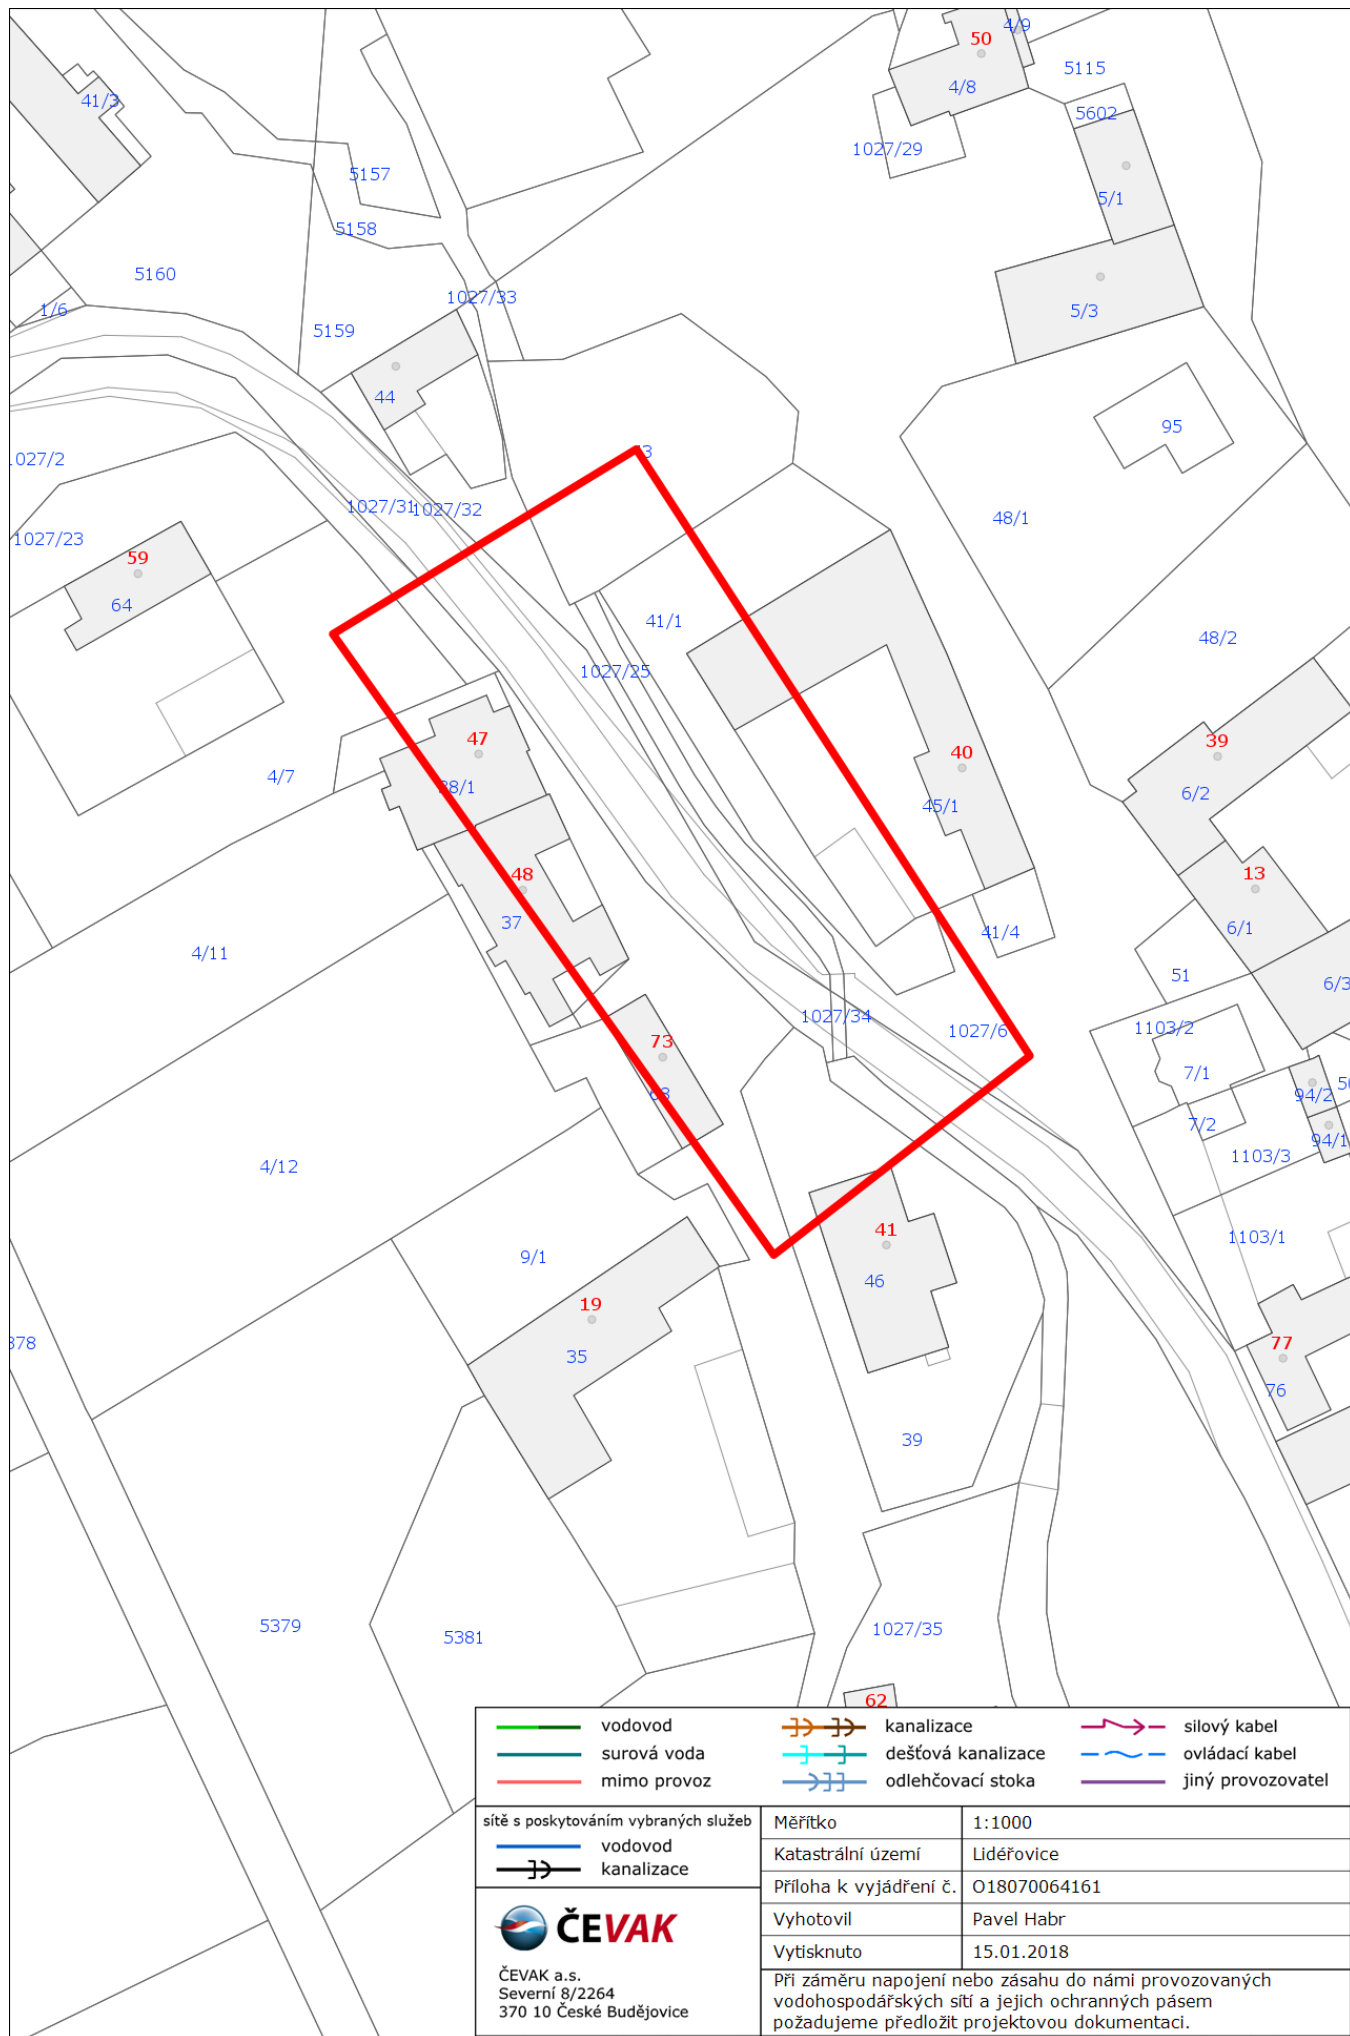 50
4/9
5115
4/8
5602
41/3
1027/29
5157
5/1
5158
5160
1027/33
1/6
5159
5/3
44
95
1027/2
1027/31
1027/32
48/1
1027/23
59
64
41/1
48/2
1027/25
47
39
40
4/7
38/1
6/2
45/1
48
13
37
6/1
41/4
4/11
51
6/3
1027/34
1027/6
1103/2
73
7/1
63
94/2
7/2
94/1
1103/3
4/12
41
9/1
1103/1
46
19
77
378
35
76
39
5379
5381
1027/35
62
vodovod
kanalizace
silový kabel
surová voda
dešťová kanalizace
ovládací kabel
mimo provoz
odlehčovací stoka
jiný provozovatel
sítě s poskytováním vybraných služeb
vodovod
kanalizace
Měřítko 1:1000
Katastrální území Lidéřovice
Příloha k vyjádření č. O18070064161
Vyhotovil Pavel Habr
Vytisknuto 15.01.2018
ČEVAK
ČEVAK a.s.
Severní 8/2264
370 10 České Budějovice
Při záměru napojení nebo zásahu do námi provozovaných
vodohospodářských sítí a jejich ochranných pásem
požadujeme předložit projektovou dokumentaci.